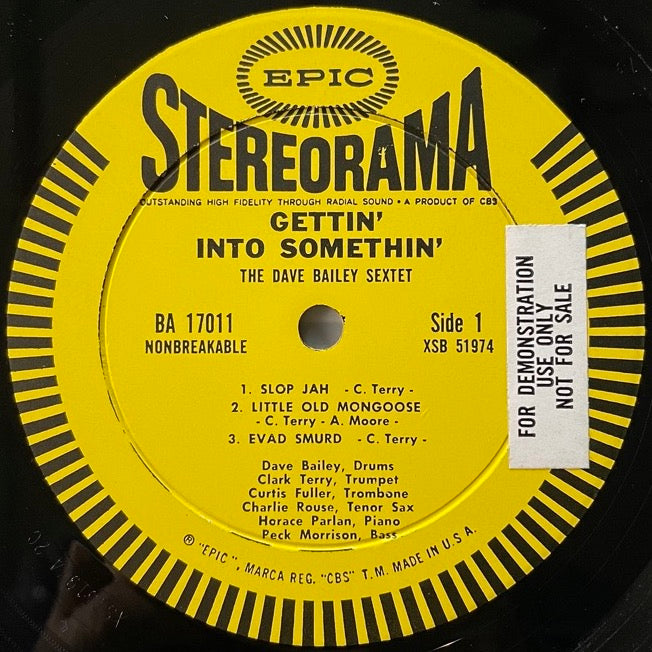 EPIC
STEREORAMA
OUTSTANDING HIGH FIDELITY THROUGH RADIAL SOUND • A PRODUCT OF CBS
GETTIN'
INTO SOMETHIN'
THE DAVE BAILEY SEXTET
BA 17011
NONBREAKABLE
Side 1
XSB 51974
FOR DEMONSTRATION
USE ONLY
NOT FOR SALE
1. SLOP JAH - C. Terry -
2. LITTLE OLD MONGOOSE
- C. Terry - A. Moore -
3. EVAD SMURD - C. Terry -
Dave Bailey, Drums
Clark Terry, Trumpet
Curtis Fuller, Trombone
Charlie Rouse, Tenor Sax
Horace Parlan, Piano
Peck Morrison, Bass
® "EPIC", MARCA REG. "CBS" T.M. MADE IN U.S.A.